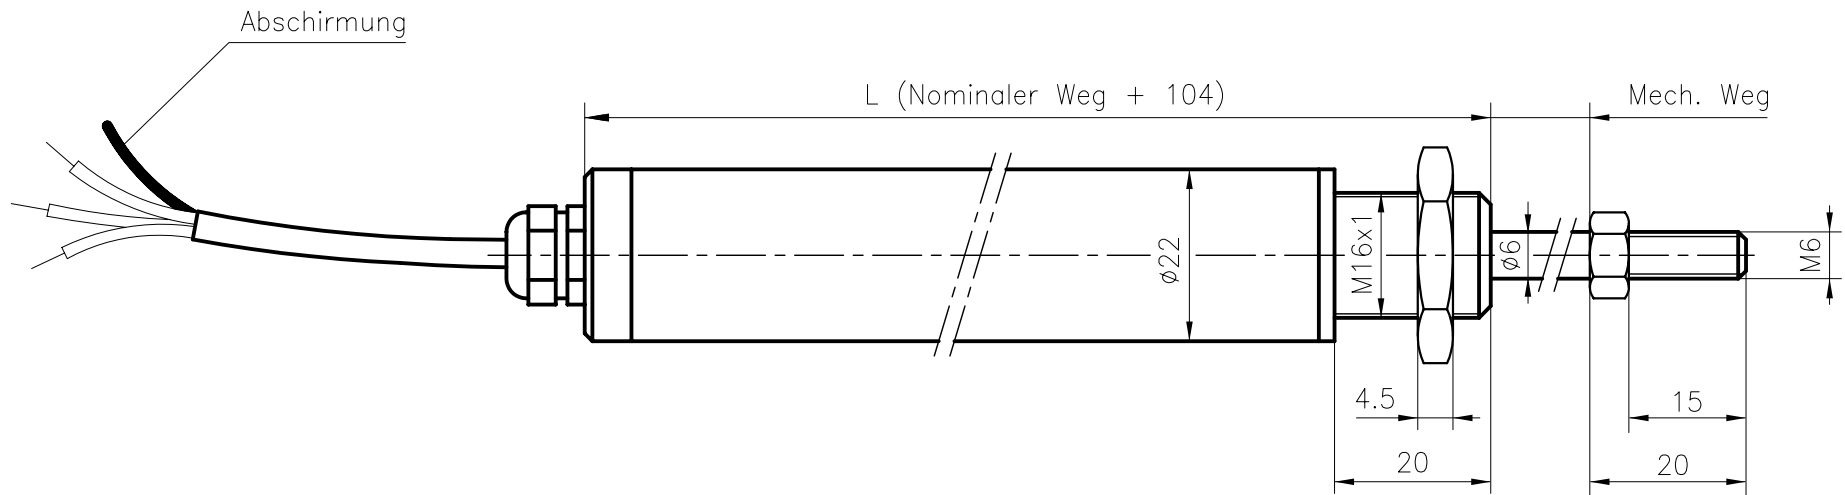 Abschirmung
L (Nominaler Weg + 104)
Mech. Weg
ø22
M16x1
ø6
M6
4.5
15
20
20